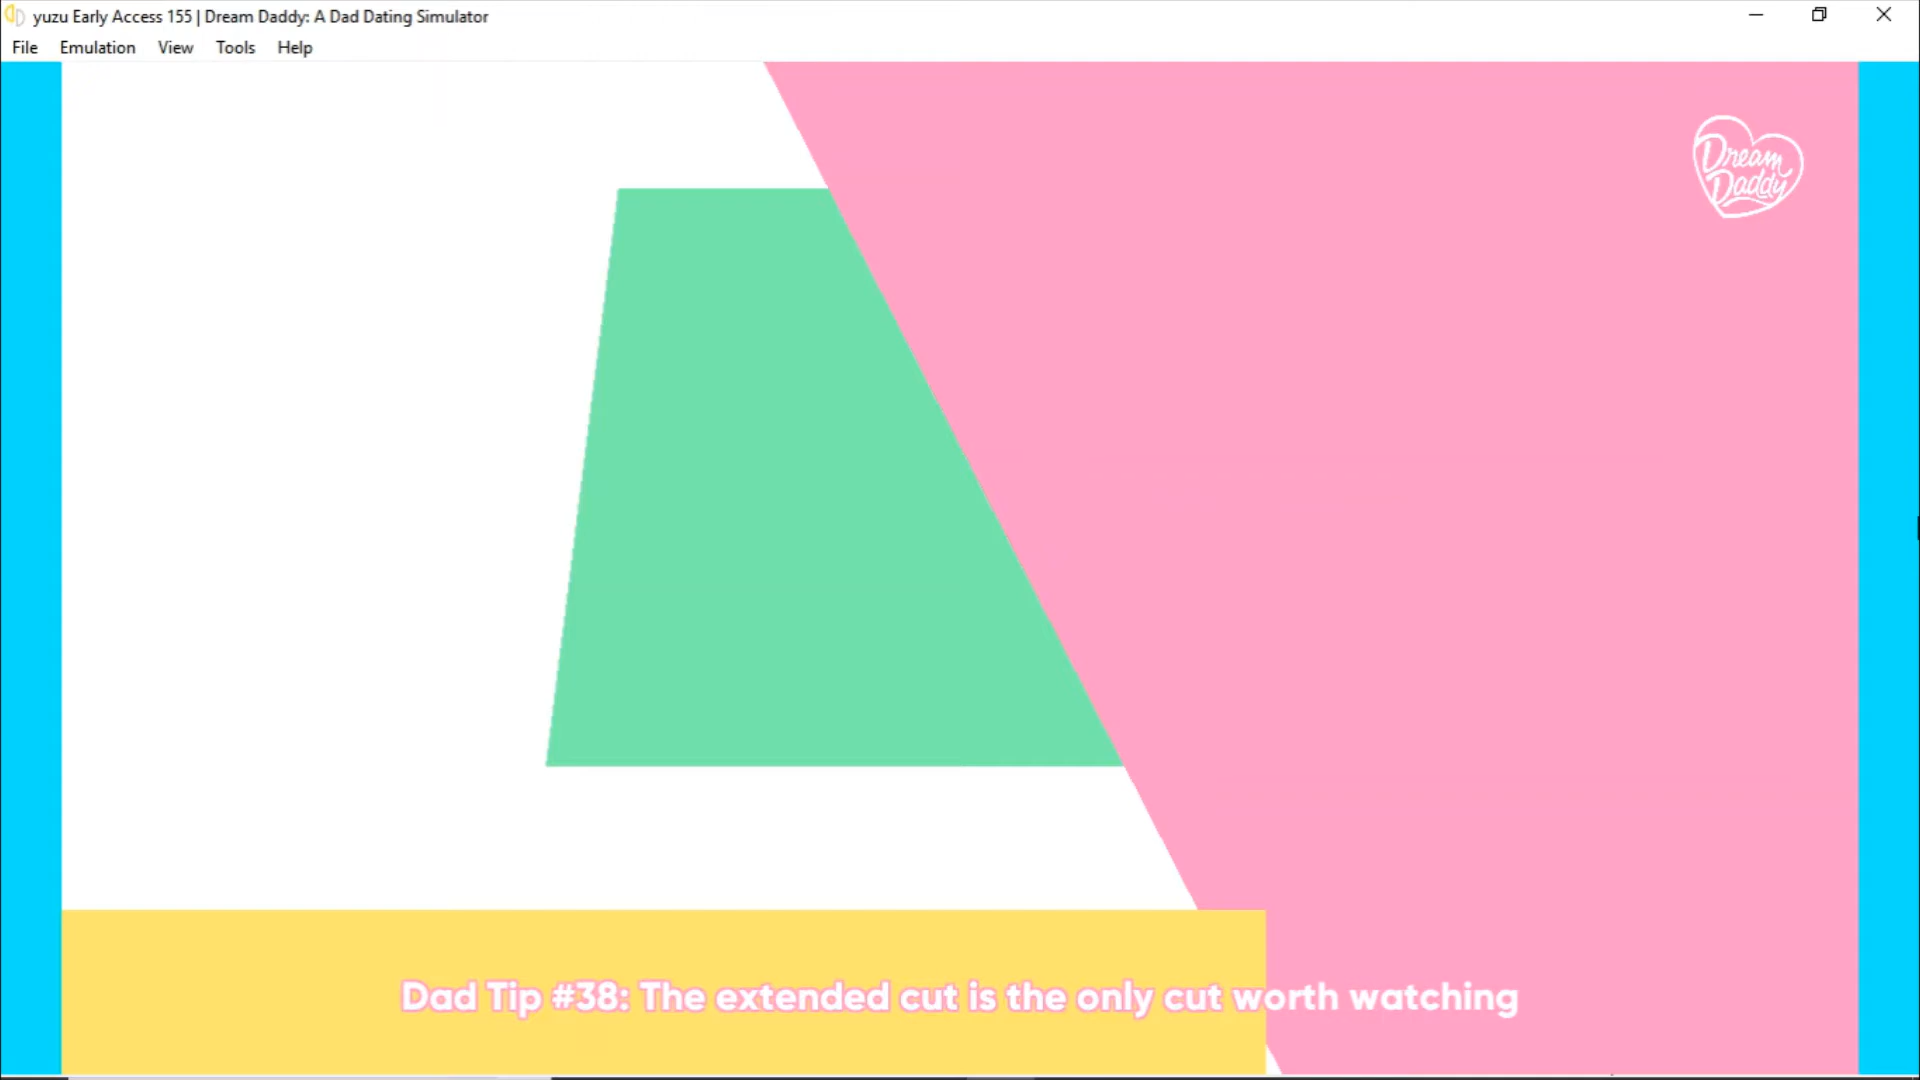 yuzu Early Access 155 | Dream Daddy: A Dad Dating Simulator
File Emulation View Tools Help
Dream
Daddy
Dad Tip #38: The extended cut is the only cut worth watching